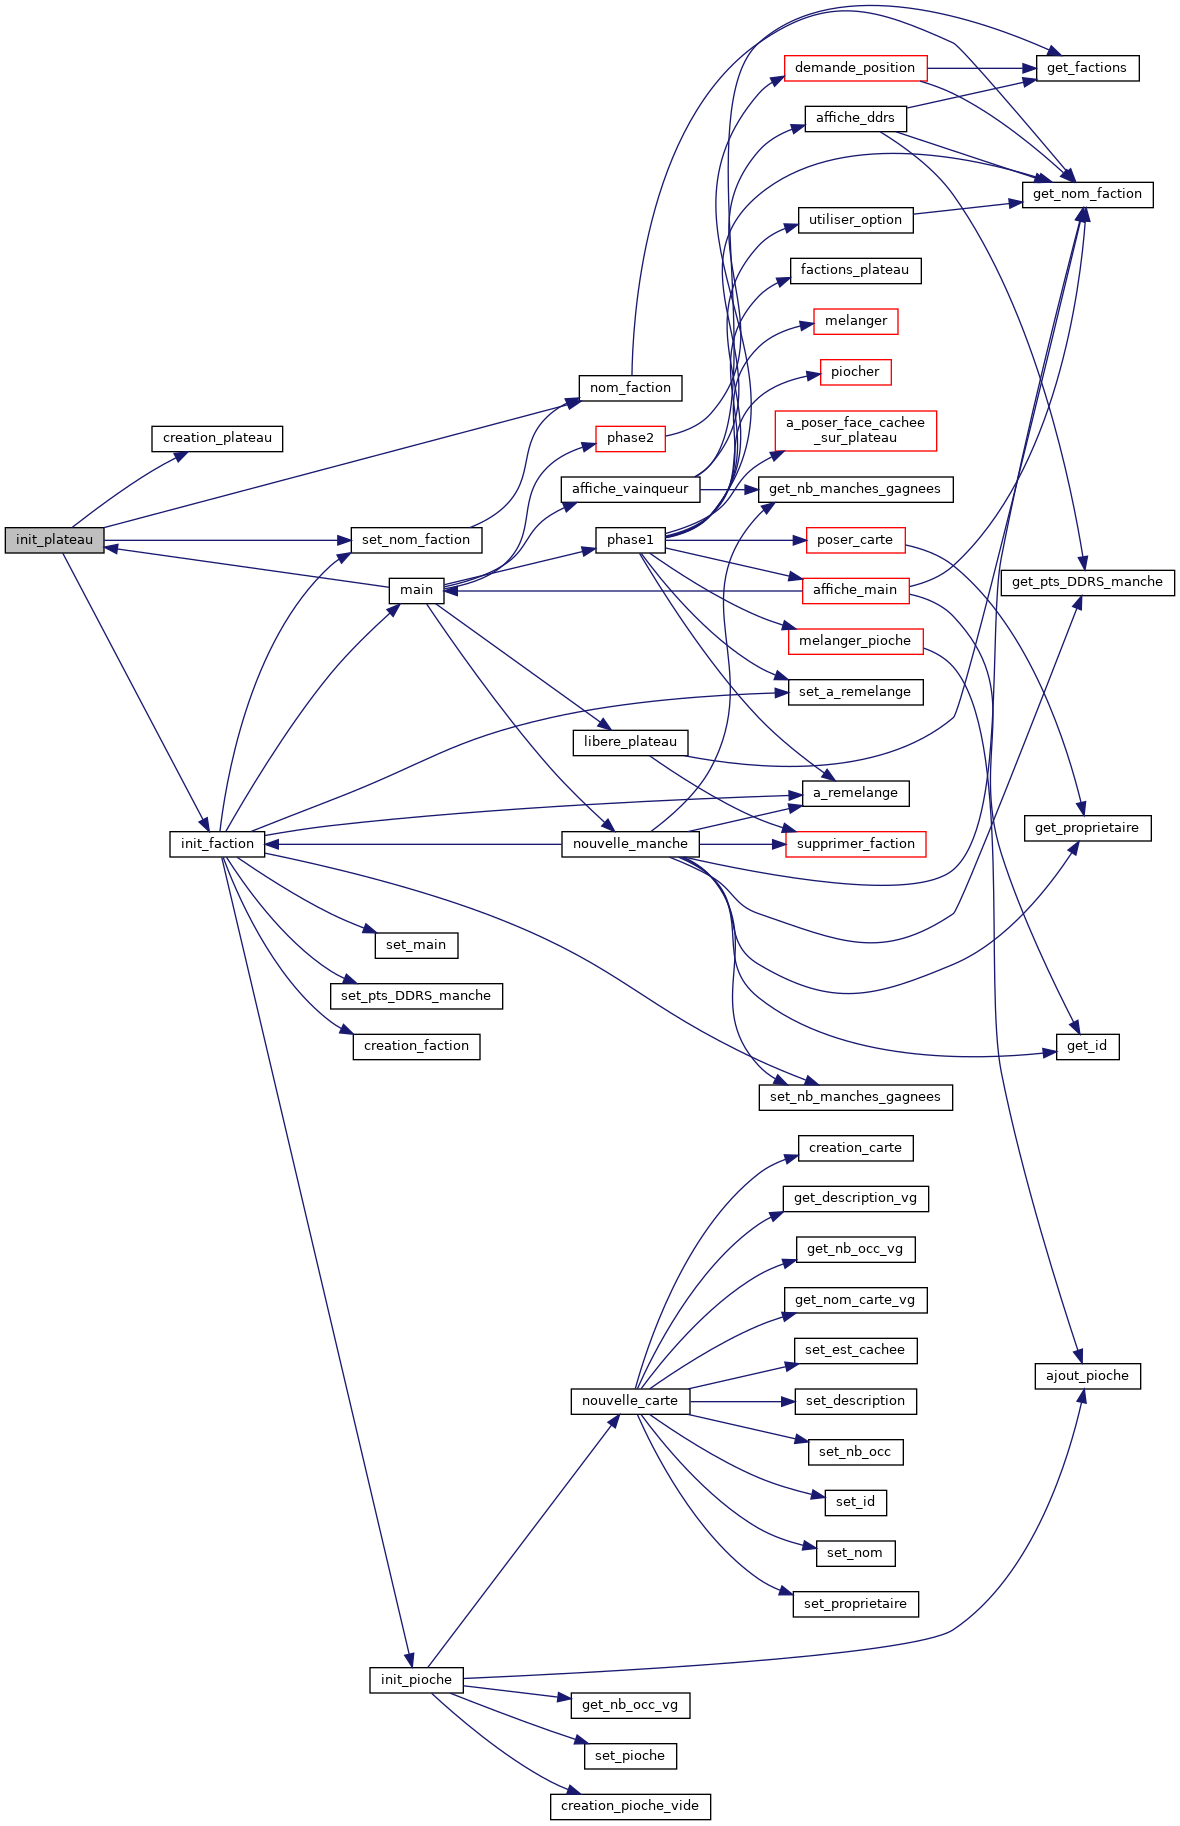 init_plateau
creation_plateau
nom_faction
set_nom_faction
main
init_faction
phase2
affiche_vainqueur
phase1
libere_plateau
nouvelle_manche
set_main
set_pts_DDRS_manche
creation_faction
init_pioche
demande_position
affiche_ddrs
utiliser_option
factions_plateau
melanger
piocher
a_poser_face_cachee
_sur_plateau
get_nb_manches_gagnees
poser_carte
affiche_main
melanger_pioche
set_a_remelange
a_remelange
supprimer_faction
set_nb_manches_gagnees
get_factions
get_nom_faction
get_pts_DDRS_manche
get_proprietaire
get_id
ajout_pioche
nouvelle_carte
creation_carte
get_description_vg
get_nb_occ_vg
get_nom_carte_vg
set_est_cachee
set_description
set_nb_occ
set_id
set_nom
set_proprietaire
get_nb_occ_vg
set_pioche
creation_pioche_vide